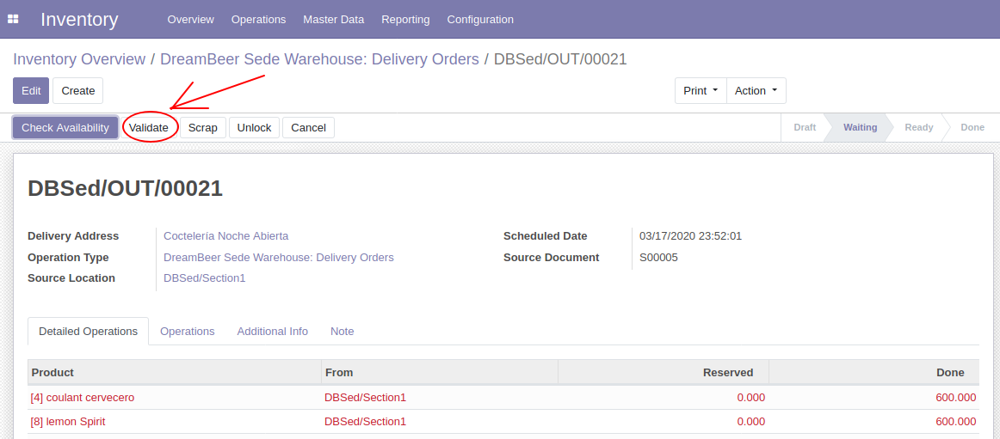 Inventory Overview Operations Master Data Reporting Configuration
Inventory Overview / DreamBeer Sede Warehouse: Delivery Orders / DBSed/OUT/00021
Edit Create Print Action
Check Availability Validate Scrap Unlock Cancel Draft Waiting Ready Done
DBSed/OUT/00021
Delivery Address Coctelería Noche Abierta Scheduled Date 03/17/2020 23:52:01
Operation Type DreamBeer Sede Warehouse: Delivery Orders Source Document S00005
Source Location DBSed/Section1
Detailed Operations Operations Additional Info Note
Product From Reserved Done
[4] coulant cervecero DBSed/Section1 0.000 600.000
[8] lemon Spirit DBSed/Section1 0.000 600.000